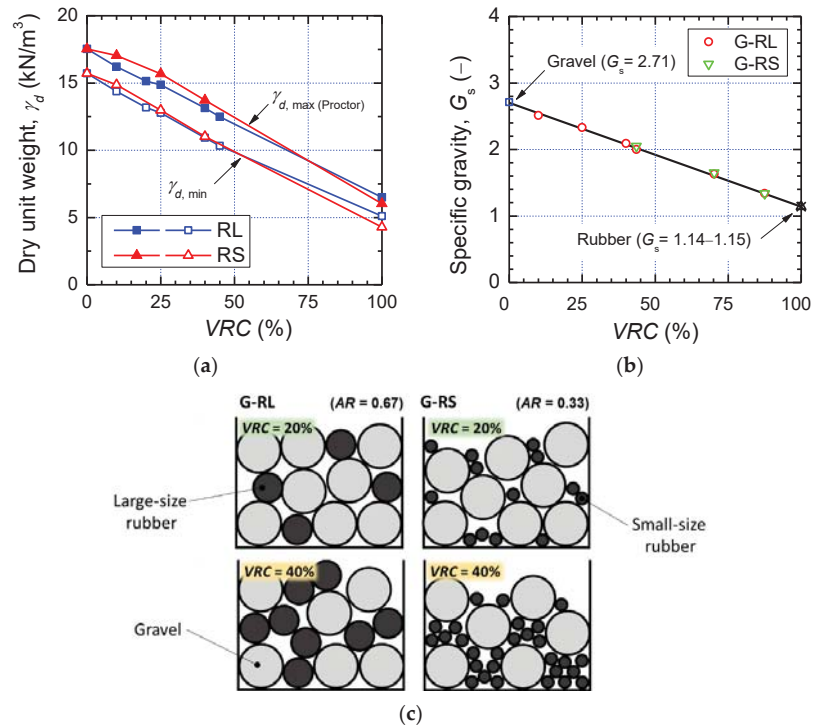 20
15
10
5
0
Dry unit weight, γd (kN/m³)
γd, max (Proctor)
γd, min
RL
RS
0 25 50 75 100
VRC (%)
(a)
4
3
2
1
0
Specific gravity, Gs (−)
G-RL
G-RS
Gravel (Gs = 2.71)
Rubber (Gs = 1.14–1.15)
0 25 50 75 100
VRC (%)
(b)
G-RL (AR = 0.67) G-RS (AR = 0.33)
VRC = 20% VRC = 20%
Large-size
rubber
Small-size
rubber
VRC = 40% VRC = 40%
Gravel
(c)